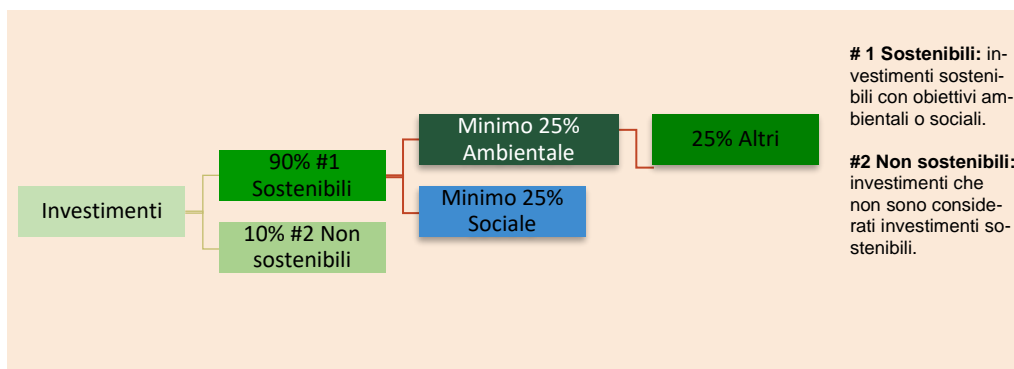 Investimenti
90% #1
Sostenibili
10% #2 Non
sostenibili
Minimo 25%
Ambientale
Minimo 25%
Sociale
25% Altri
# 1 Sostenibili: in-
vestimenti sosteni-
bili con obiettivi am-
bientali o sociali.
#2 Non sostenibili:
investimenti che
non sono conside-
rati investimenti so-
stenibili.